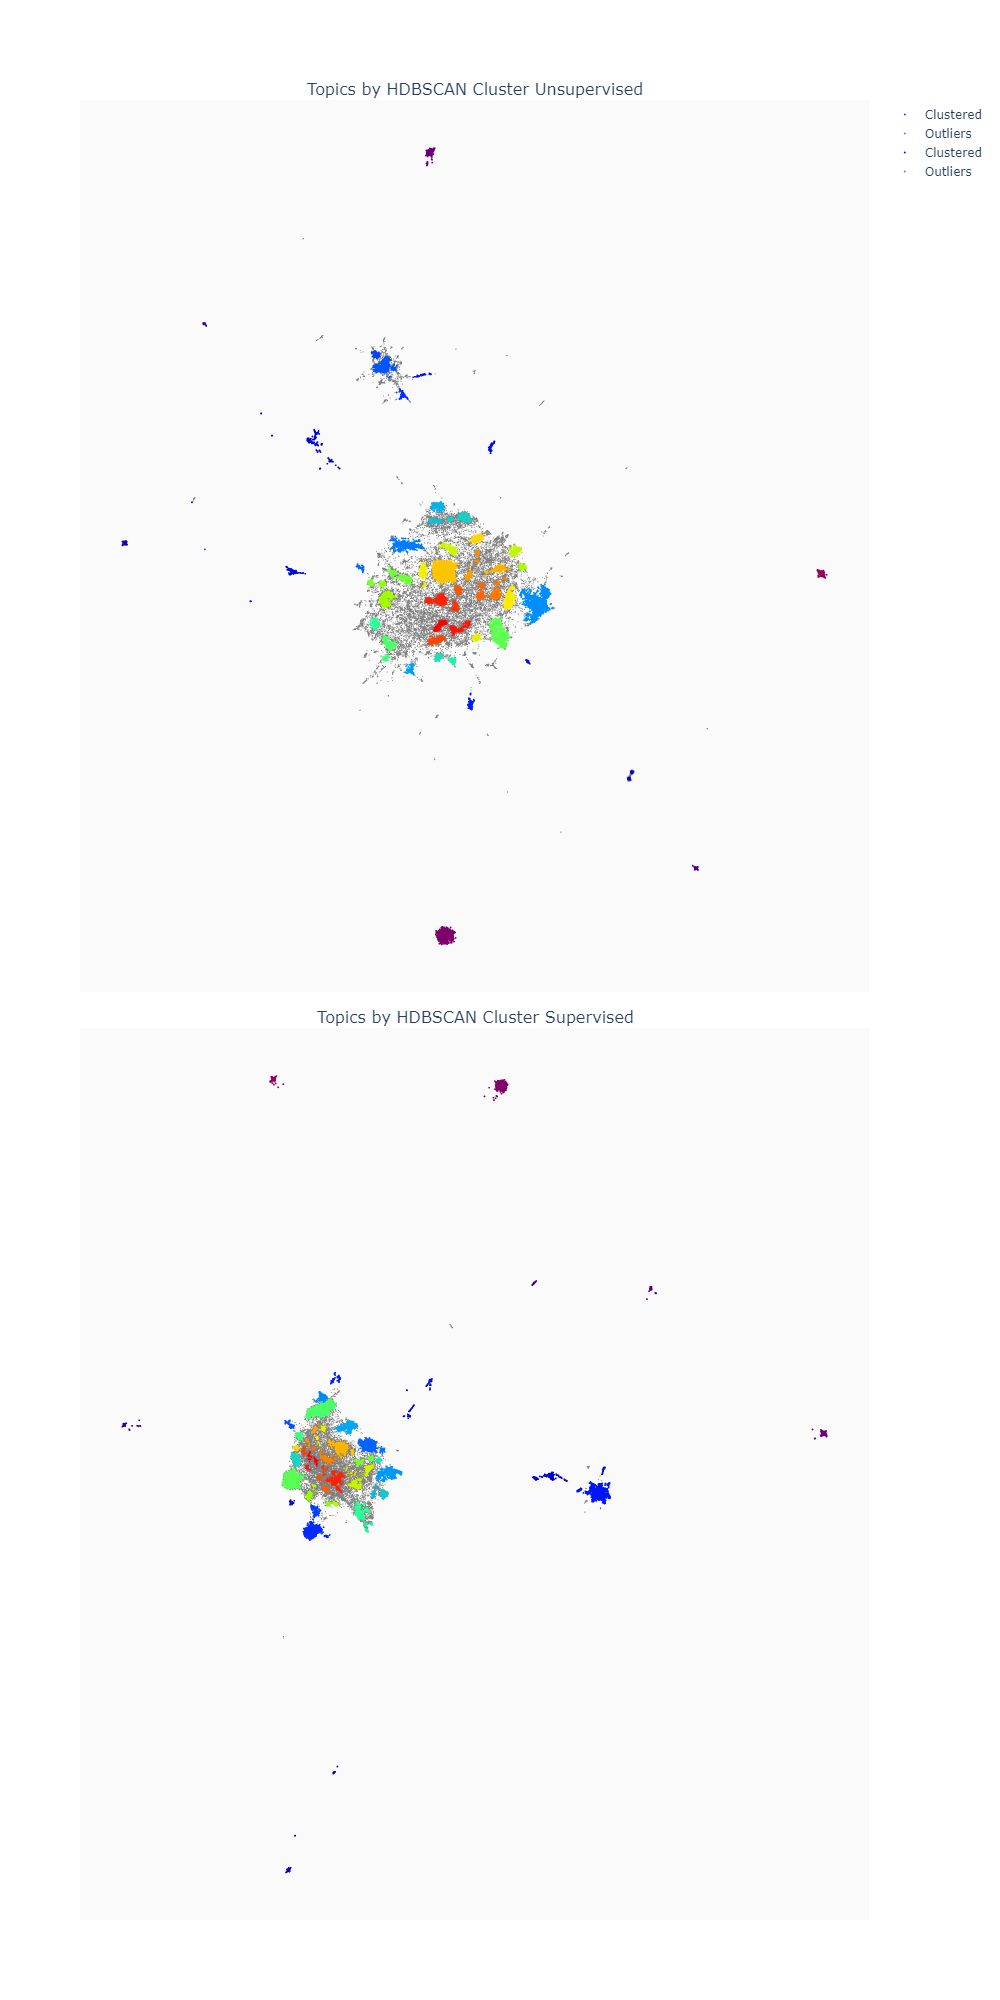 Topics by HDBSCAN Cluster Unsupervised
Clustered
Outliers
Clustered
Outliers
Topics by HDBSCAN Cluster Supervised